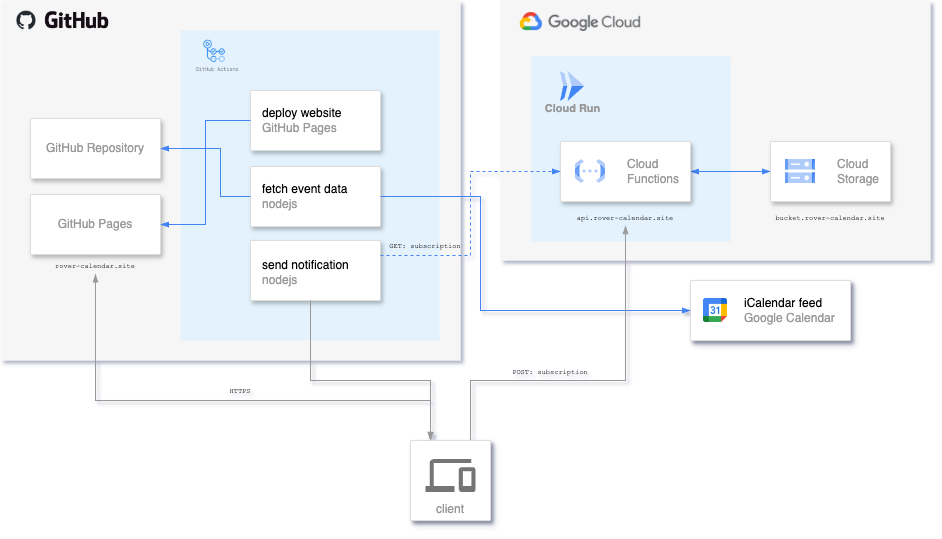 GitHub
GitHub Actions
deploy website
GitHub Pages
GitHub Repository
fetch event data
nodejs
GitHub Pages
rover-calendar.site
send notification
nodejs
GET: subscription
Google Cloud
Cloud Run
Cloud
Functions
api.rover-calendar.site
Cloud
Storage
bucket.rover-calendar.site
31
iCalendar feed
Google Calendar
POST: subscription
HTTPS
client